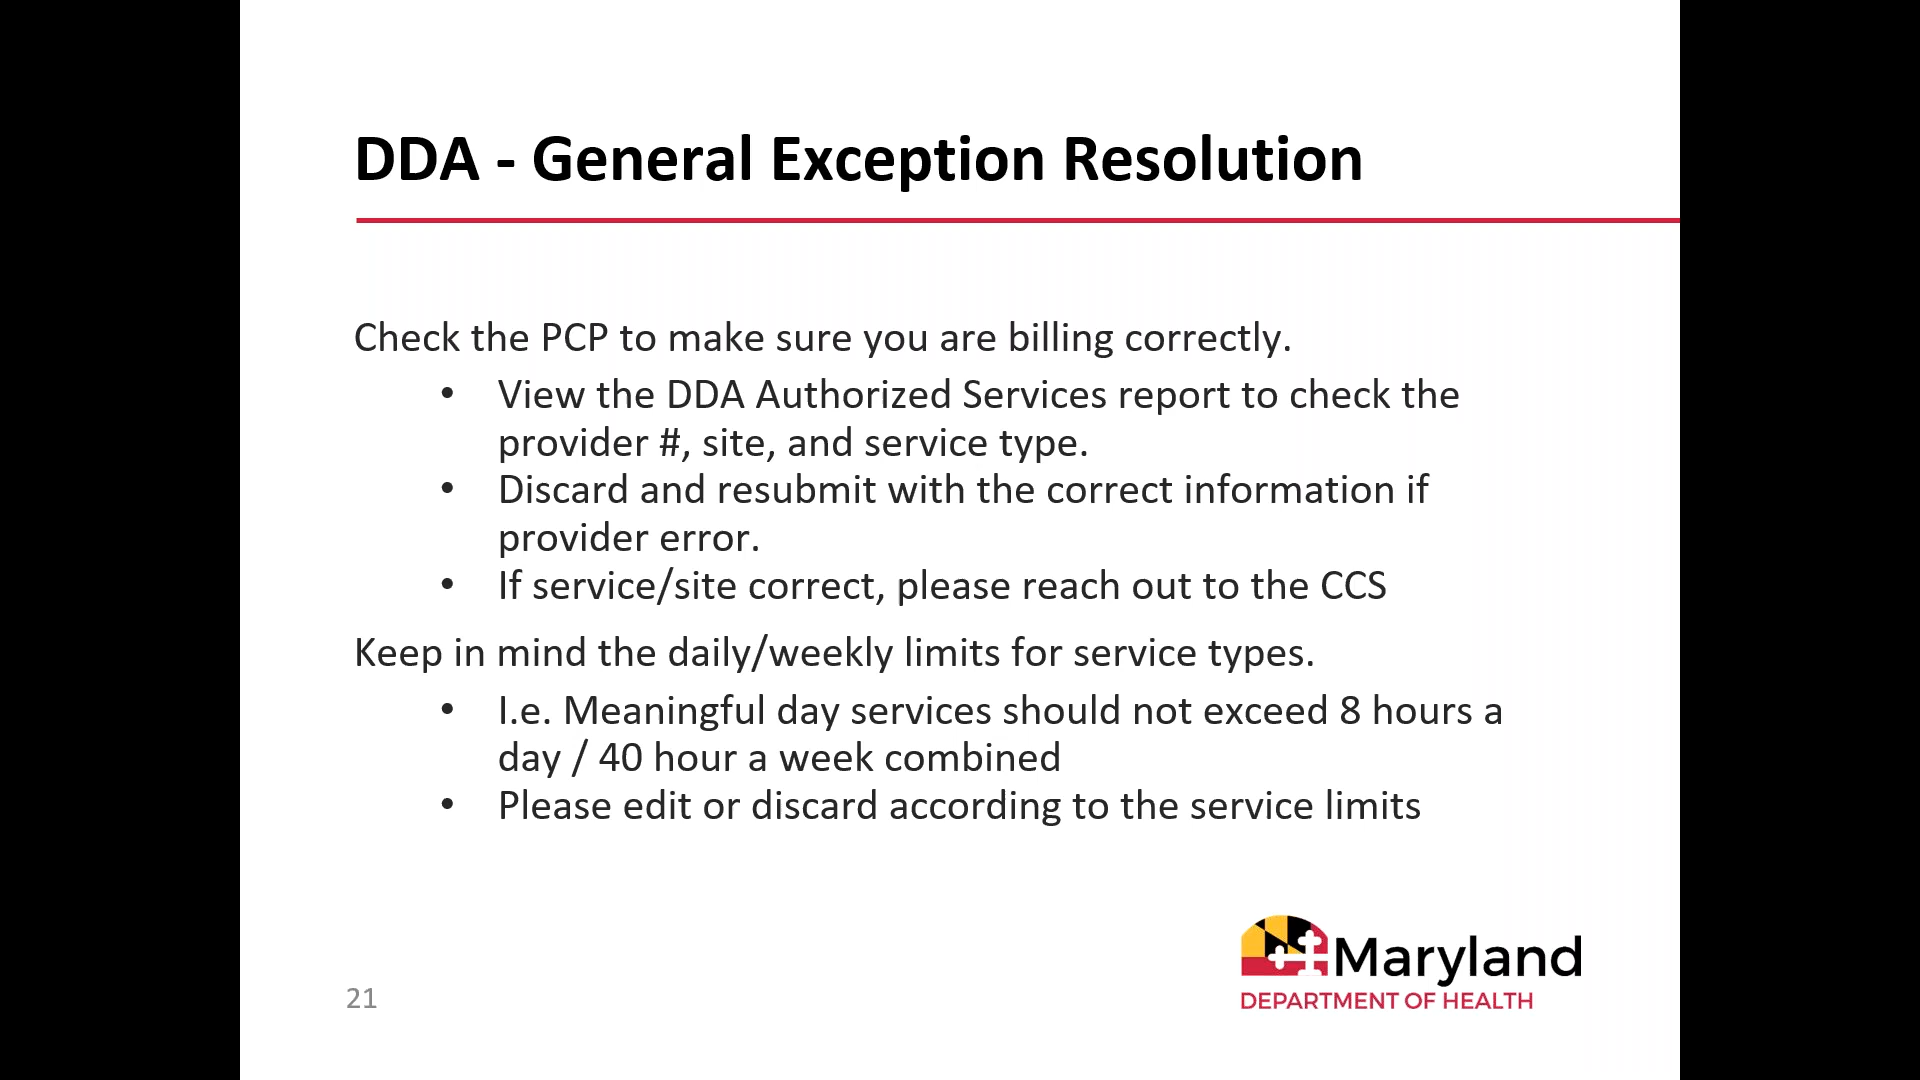 DDA - General Exception Resolution
Check the PCP to make sure you are billing correctly.
• View the DDA Authorized Services report to check the
provider #, site, and service type.
• Discard and resubmit with the correct information if
provider error.
• If service/site correct, please reach out to the CCS
Keep in mind the daily/weekly limits for service types.
• I.e. Meaningful day services should not exceed 8 hours a
day / 40 hour a week combined
• Please edit or discard according to the service limits
Maryland
DEPARTMENT OF HEALTH
21